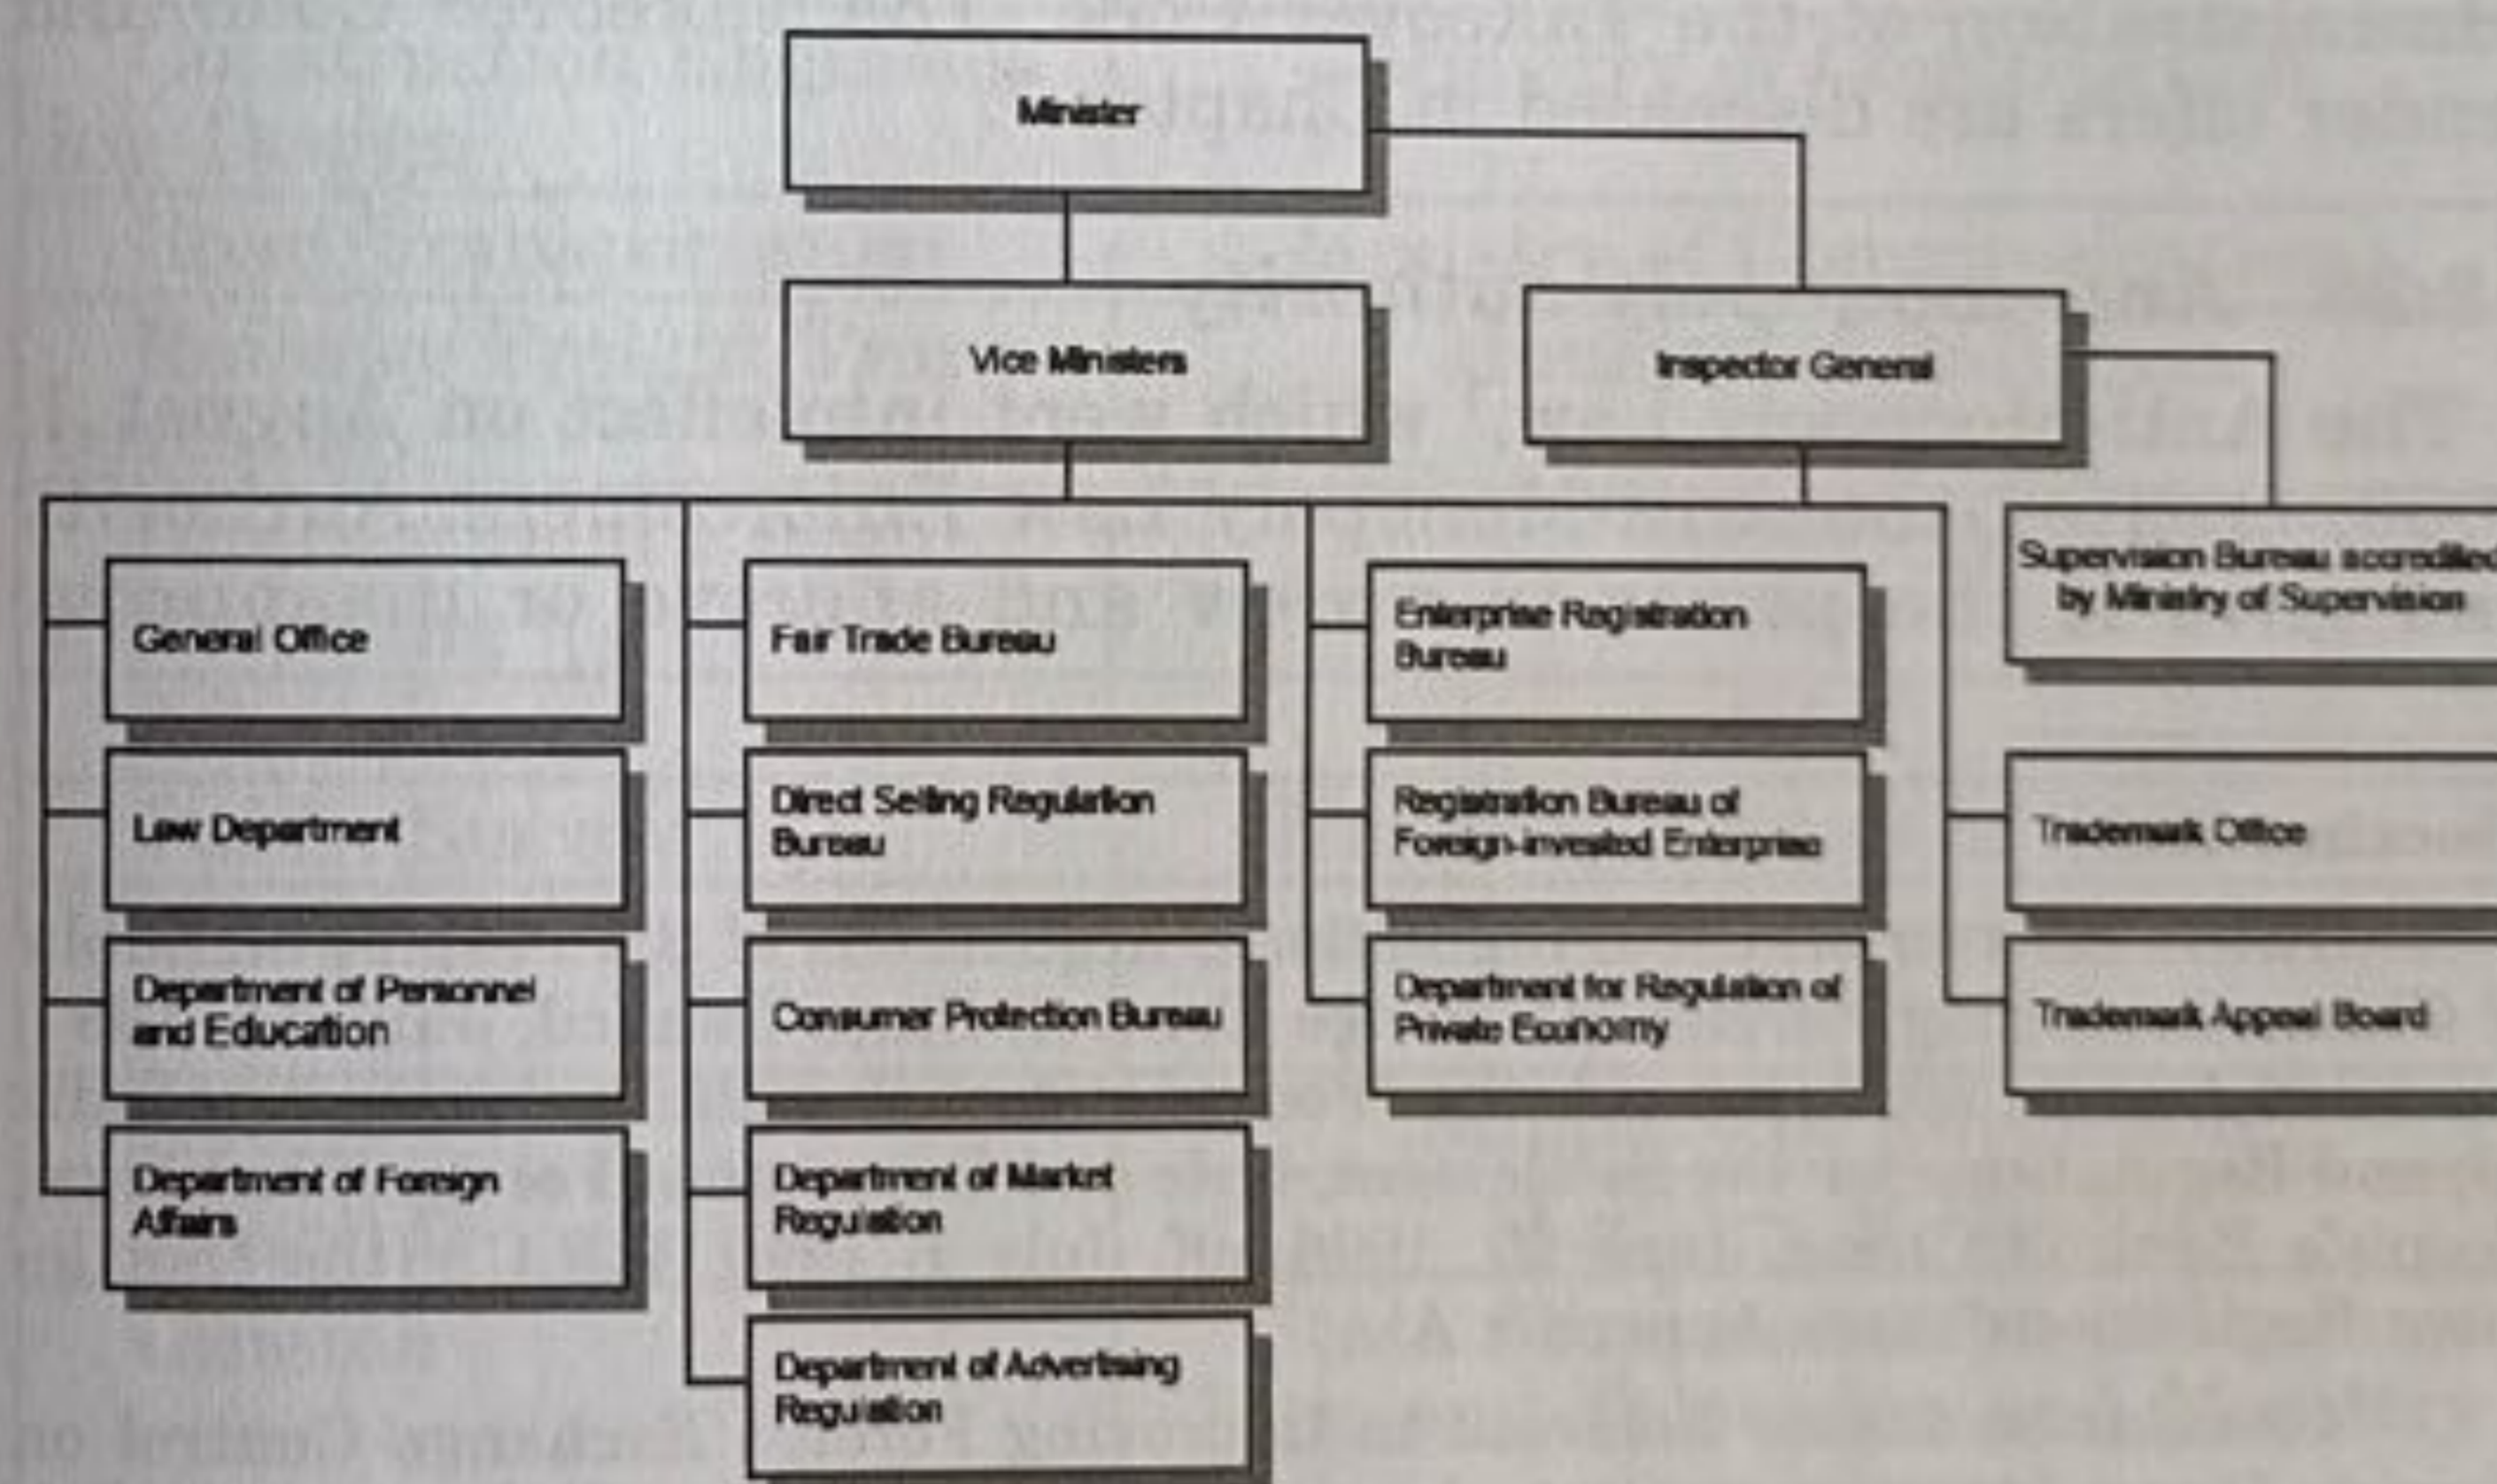 Minister
Vice Ministers
Inspector General
Supervision Bureau accredited
by Ministry of Supervision
General Office
Law Department
Department of Personnel
and Education
Department of Foreign
Affairs
Fair Trade Bureau
Direct Selling Regulation
Bureau
Consumer Protection Bureau
Department of Market
Regulation
Department of Advertising
Regulation
Enterprise Registration
Bureau
Registration Bureau of
Foreign-invested Enterprise
Department for Regulation of
Private Economy
Trademark Office
Trademark Appeal Board